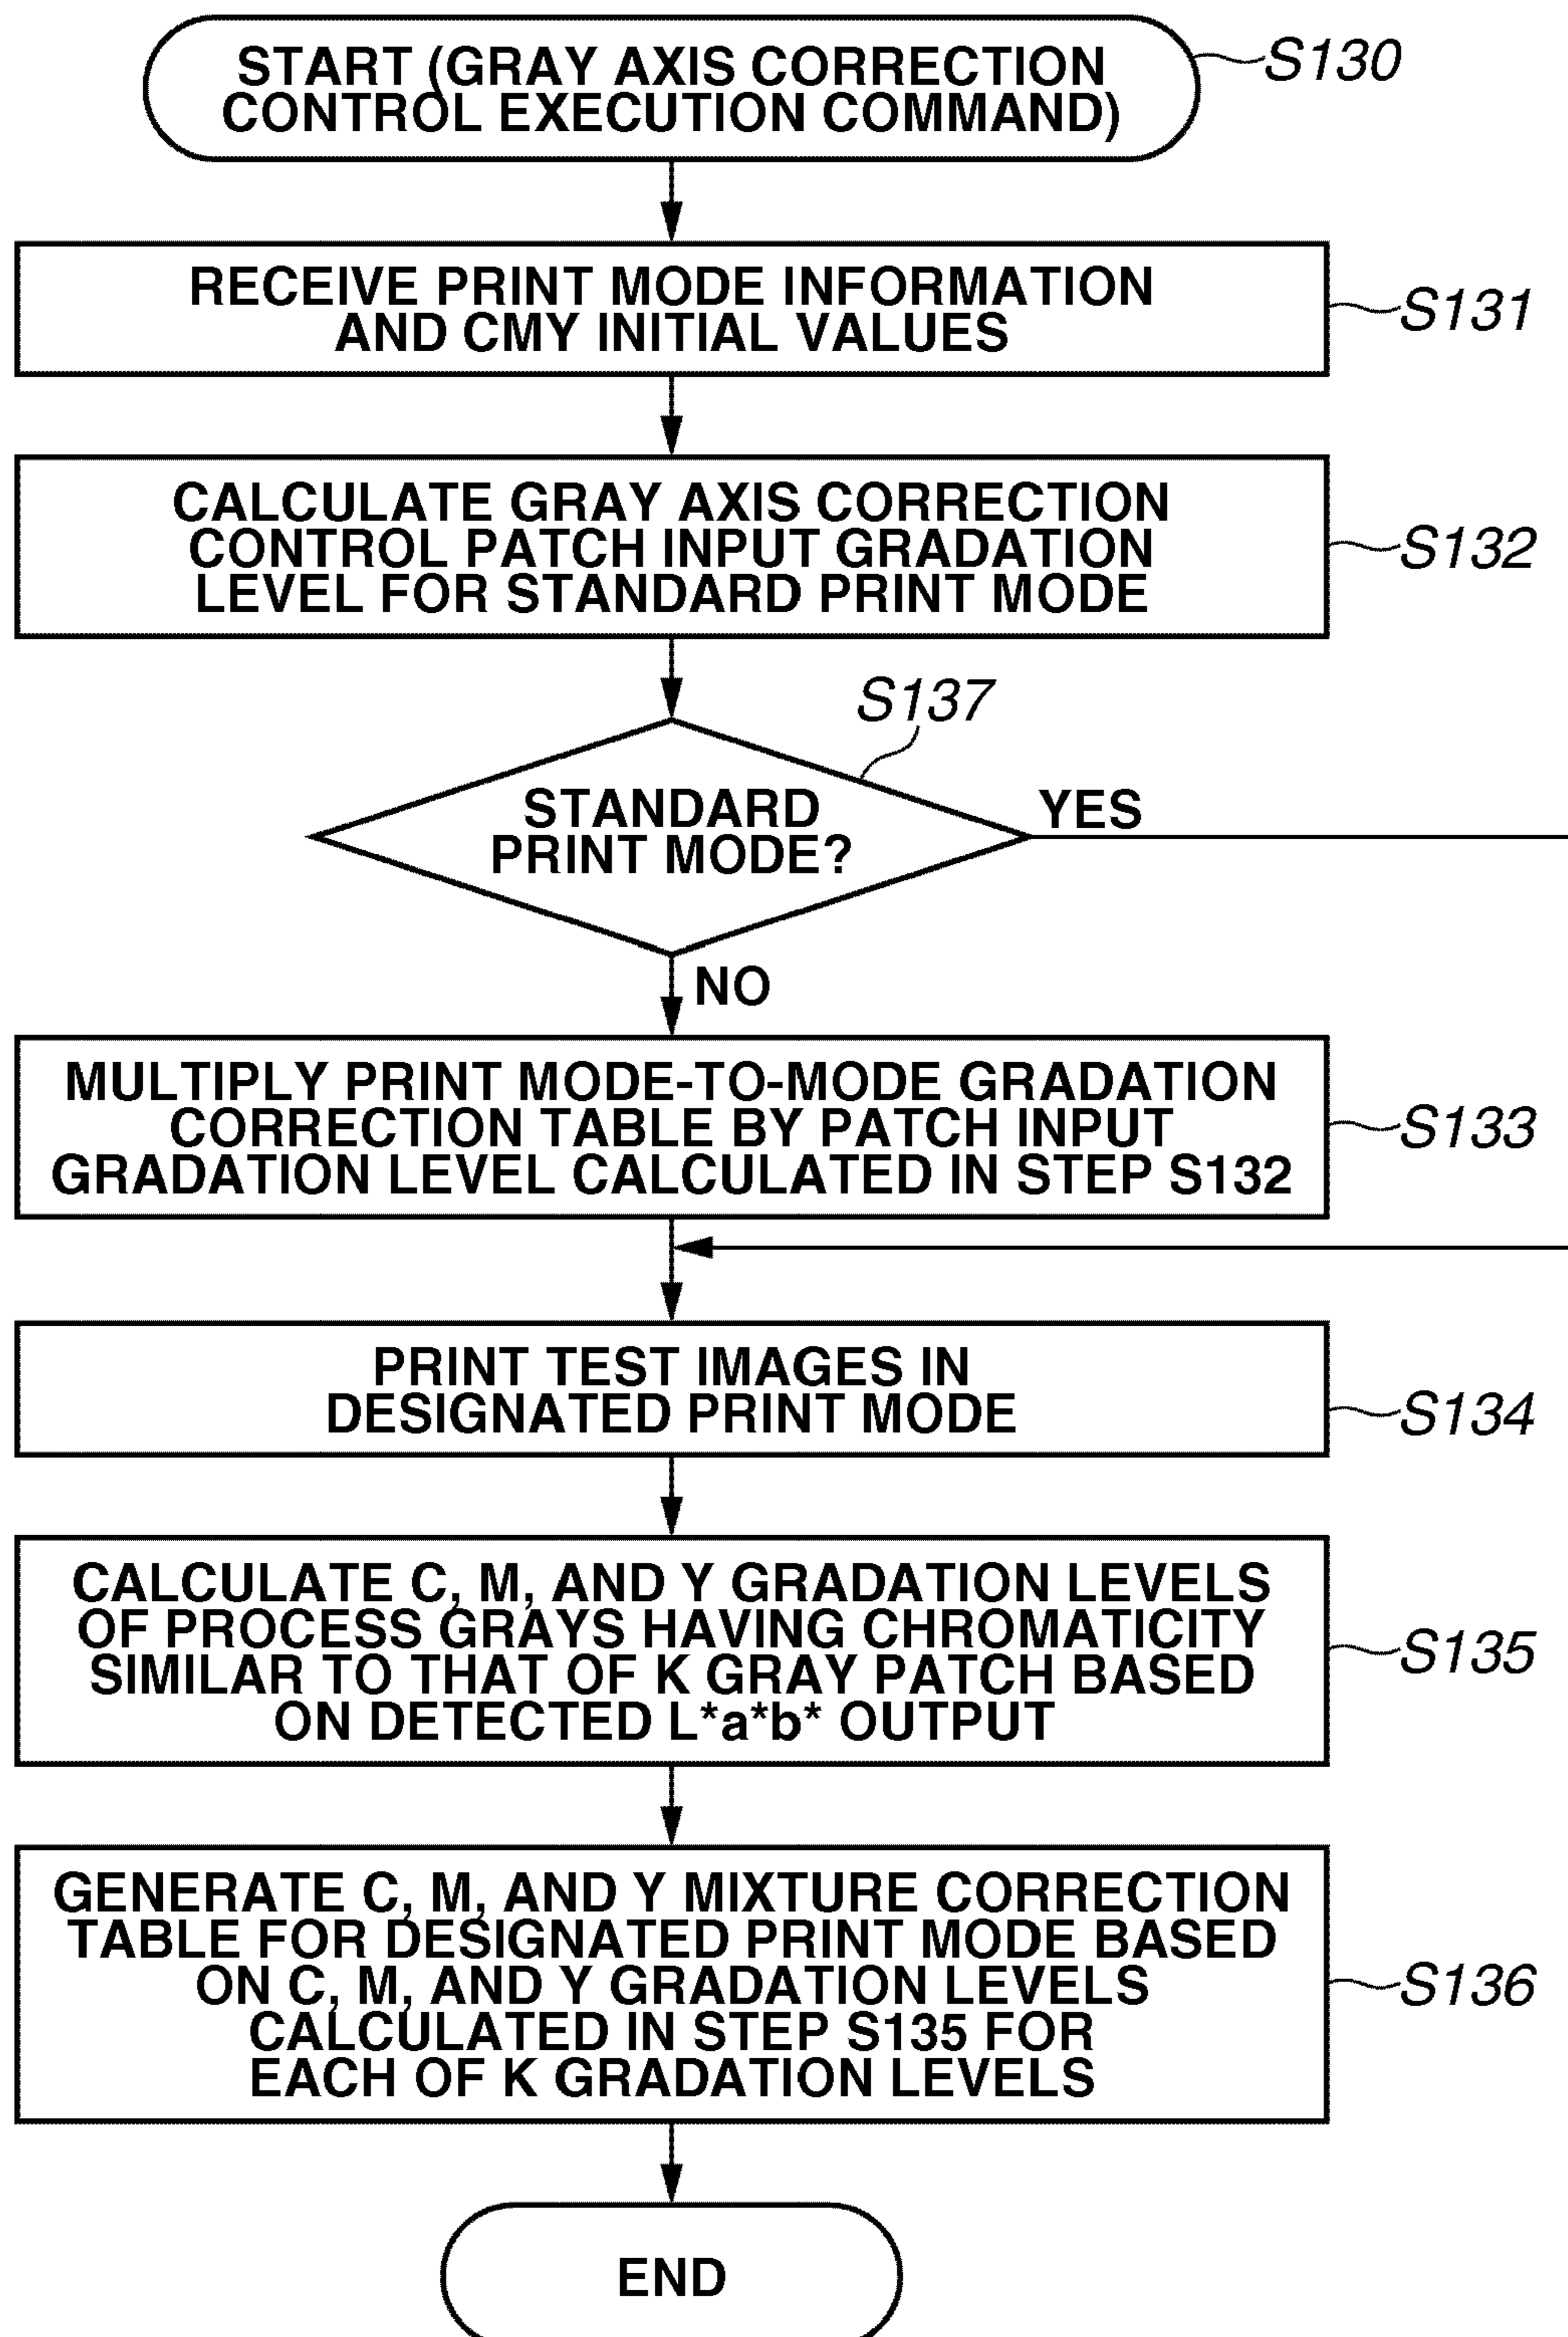 START (GRAY AXIS CORRECTION
CONTROL EXECUTION COMMAND)
S130
RECEIVE PRINT MODE INFORMATION
AND CMY INITIAL VALUES
S131
CALCULATE GRAY AXIS CORRECTION
CONTROL PATCH INPUT GRADATION
LEVEL FOR STANDARD PRINT MODE
S132
S137
STANDARD
PRINT MODE?
YES
NO
MULTIPLY PRINT MODE-TO-MODE GRADATION
CORRECTION TABLE BY PATCH INPUT
GRADATION LEVEL CALCULATED IN STEP S132
S133
PRINT TEST IMAGES IN
DESIGNATED PRINT MODE
S134
CALCULATE C, M, AND Y GRADATION LEVELS
OF PROCESS GRAYS HAVING CHROMATICITY
SIMILAR TO THAT OF K GRAY PATCH BASED
ON DETECTED L*a*b* OUTPUT
S135
GENERATE C, M, AND Y MIXTURE CORRECTION
TABLE FOR DESIGNATED PRINT MODE BASED
ON C, M, AND Y GRADATION LEVELS
CALCULATED IN STEP S135 FOR
EACH OF K GRADATION LEVELS
S136
END